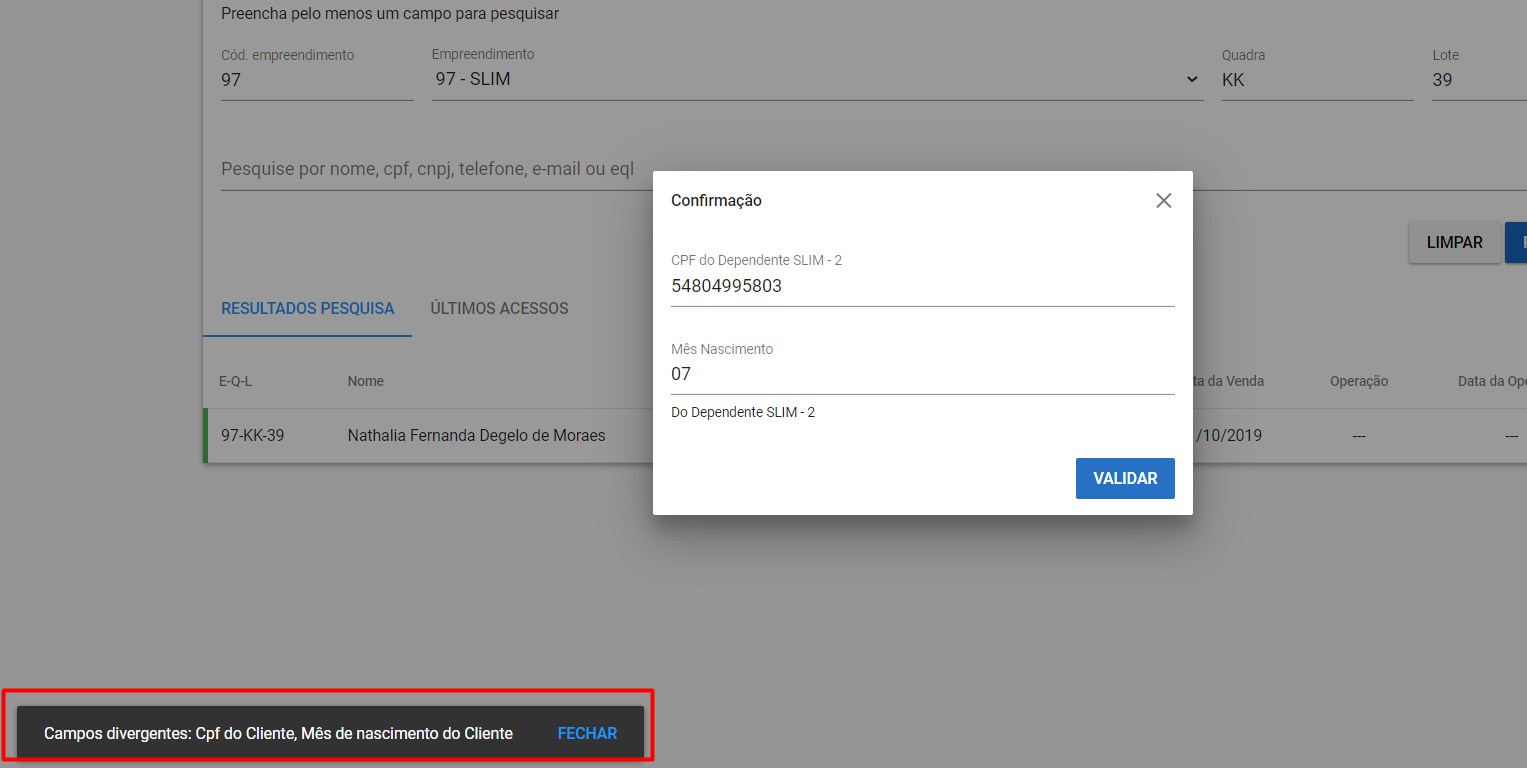 Preencha pelo menos um campo para pesquisar
Cód. empreendimento Empreendimento Quadra Lote
97 97 - SLIM KK 39
Pesquise por nome, cpf, cnpj, telefone, e-mail ou eql
Confirmação
CPF do Dependente SLIM - 2
54804995803
Mês Nascimento
07
Do Dependente SLIM - 2
VALIDAR
LIMPAR
RESULTADOS PESQUISA ÚLTIMOS ACESSOS
E-Q-L Nome da Venda Operação Data da
97-KK-39 Nathalia Fernanda Degelo de Moraes /10/2019 --- ---
Campos divergentes: Cpf do Cliente, Mês de nascimento do Cliente FECHAR